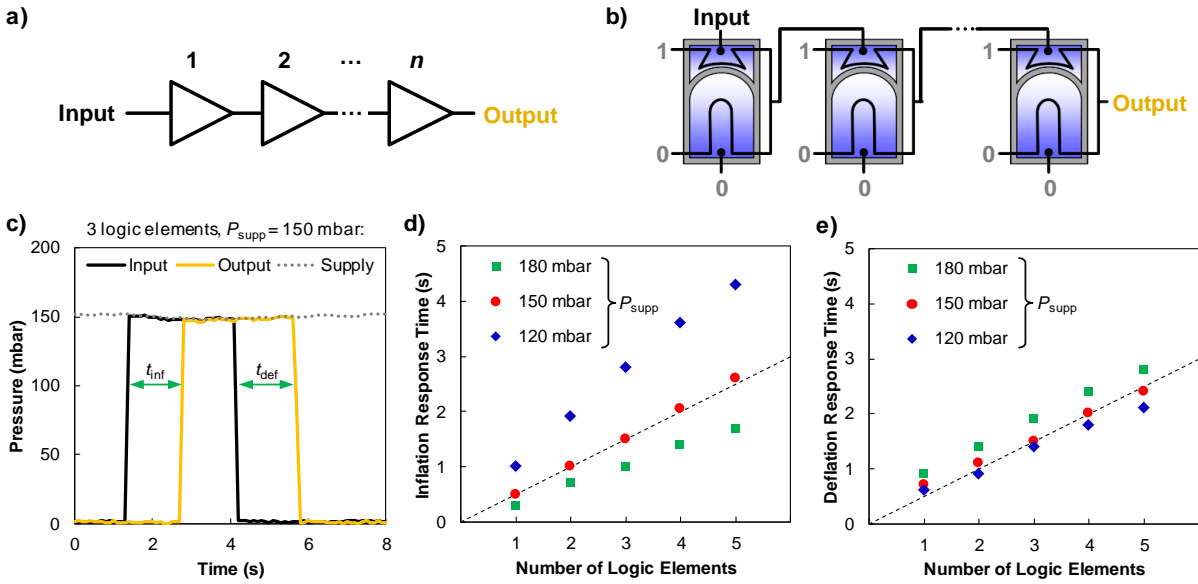 a)
1 2 ... n
Input
Output
b)
Input
1 1 1
Output
0 0 0
0 0 0
c)
3 logic elements, Psupp = 150 mbar:
Input Output Supply
200
150
100
50
0
tinf
tdef
0 2 4 6 8
Pressure (mbar)
Time (s)
d)
5
4
3
2
1
0
180 mbar
150 mbar
120 mbar
Psupp
1 2 3 4 5
Inflation Response Time (s)
Number of Logic Elements
e)
5
4
3
2
1
0
180 mbar
150 mbar
120 mbar
Psupp
1 2 3 4 5
Deflation Response Time (s)
Number of Logic Elements